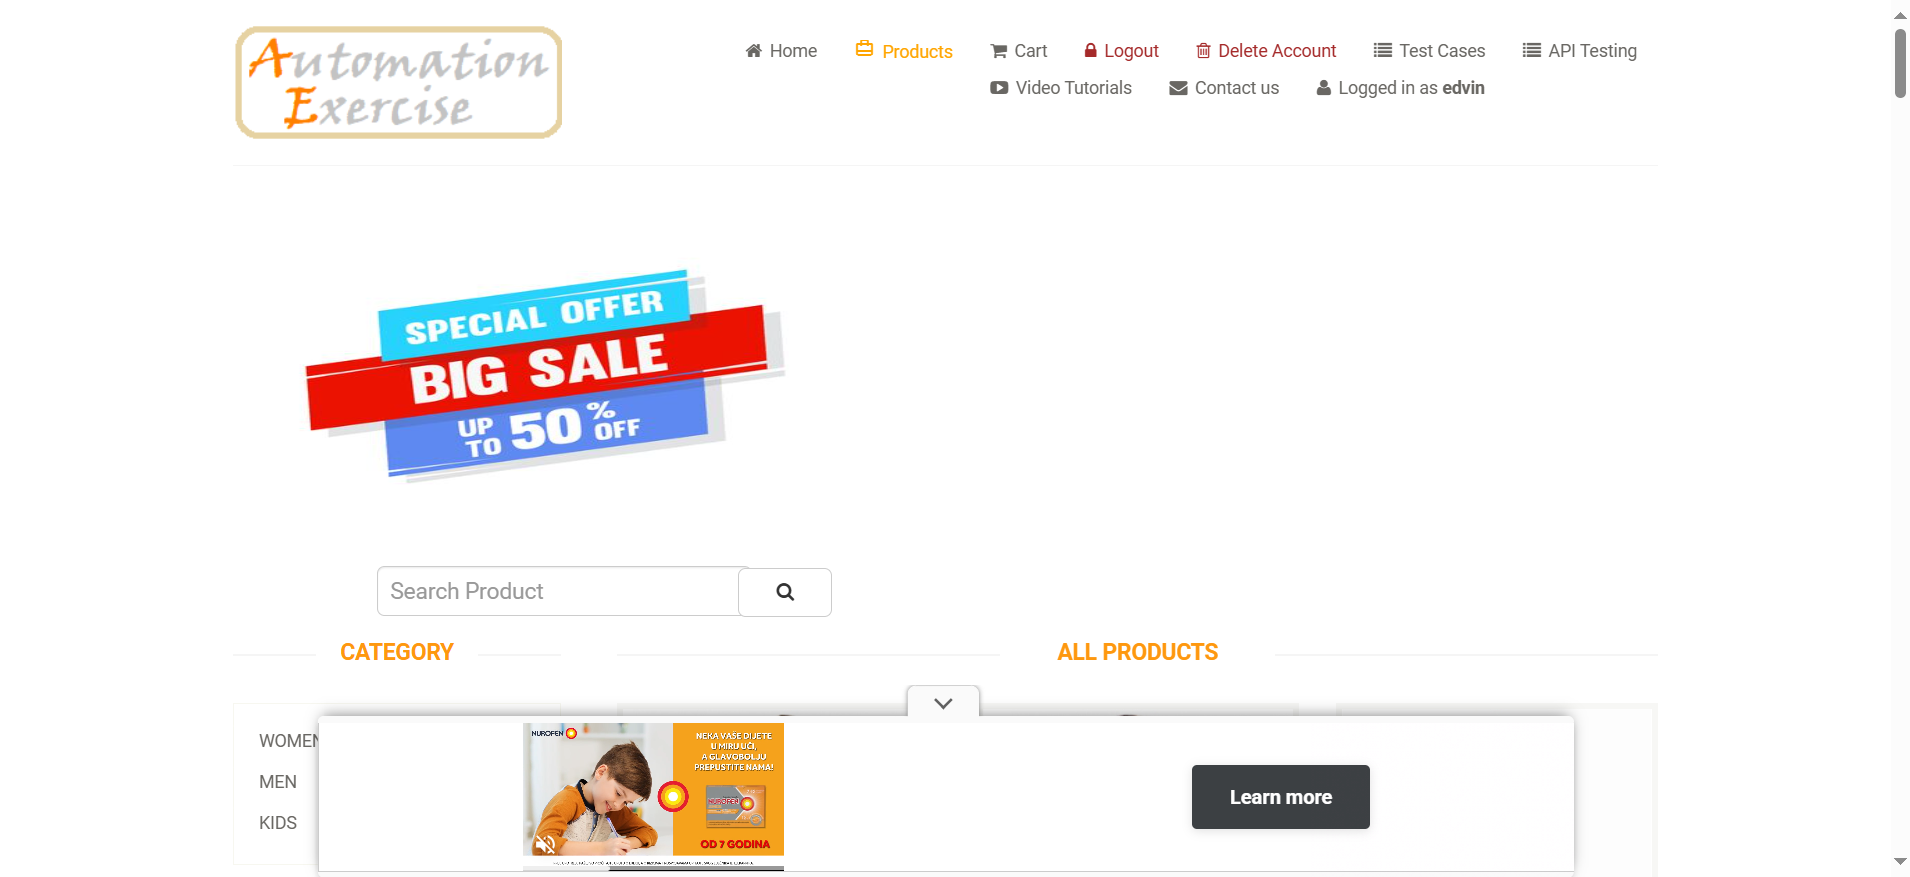 Automation
Exercise
Home
Products
Cart
Logout
Delete Account
Test Cases
API Testing
Video Tutorials
Contact us
Logged in as edvin
SPECIAL OFFER
BIG SALE
UP TO 50% OFF
Search Product
CATEGORY
ALL PRODUCTS
WOMEN
MEN
KIDS
NUROFEN
NEKA VAŠE DIJETE
U MIRU UČI,
A GLAVOBOLJU
PREPUSTITE NAMA!
NUROFEN
OD 7 GODINA
Learn more